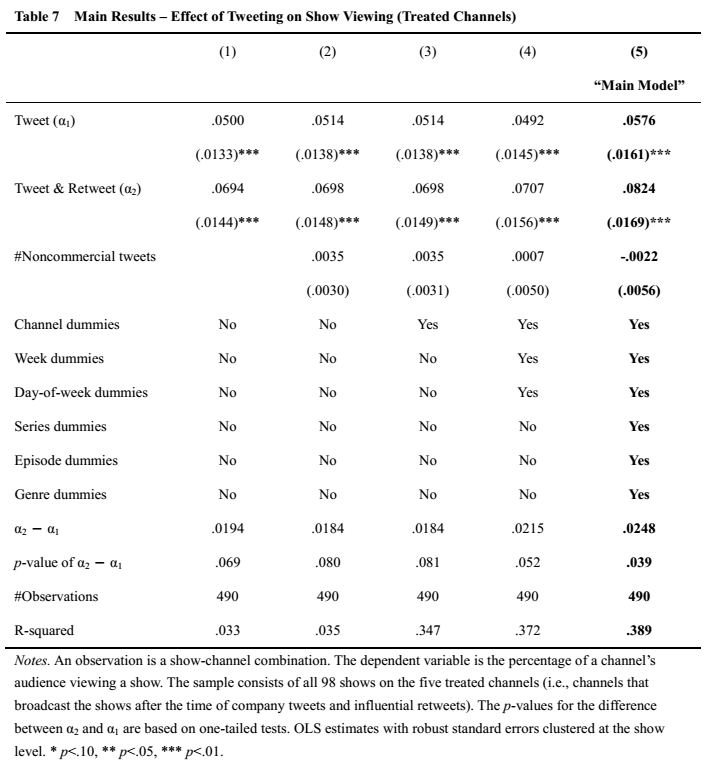 Table 7 Main Results – Effect of Tweeting on Show Viewing (Treated Channels)
(1) (2) (3) (4) (5)
“Main Model”
Tweet (α₁) .0500 .0514 .0514 .0492 .0576
(.0133)*** (.0138)*** (.0138)*** (.0145)*** (.0161)***
Tweet & Retweet (α₂) .0694 .0698 .0698 .0707 .0824
(.0144)*** (.0148)*** (.0149)*** (.0156)*** (.0169)***
#Noncommercial tweets .0035 .0035 .0007 -.0022
(.0030) (.0031) (.0050) (.0056)
Channel dummies No No Yes Yes Yes
Week dummies No No No Yes Yes
Day-of-week dummies No No No Yes Yes
Series dummies No No No No Yes
Episode dummies No No No No Yes
Genre dummies No No No No Yes
α₂ − α₁ .0194 .0184 .0184 .0215 .0248
p-value of α₂ − α₁ .069 .080 .081 .052 .039
#Observations 490 490 490 490 490
R-squared .033 .035 .347 .372 .389
Notes. An observation is a show-channel combination. The dependent variable is the percentage of a channel’s
audience viewing a show. The sample consists of all 98 shows on the five treated channels (i.e., channels that
broadcast the shows after the time of company tweets and influential retweets). The p-values for the difference
between α₂ and α₁ are based on one-tailed tests. OLS estimates with robust standard errors clustered at the show
level. * p<.10, ** p<.05, *** p<.01.